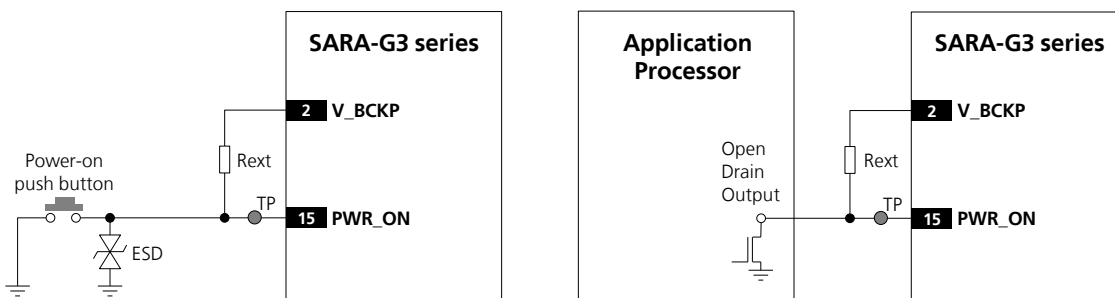 SARA-G3 series
2 V_BCKP
Rext
Power-on
push button
TP
15 PWR_ON
ESD
Application
Processor
Open
Drain
Output
SARA-G3 series
2 V_BCKP
Rext
TP
15 PWR_ON